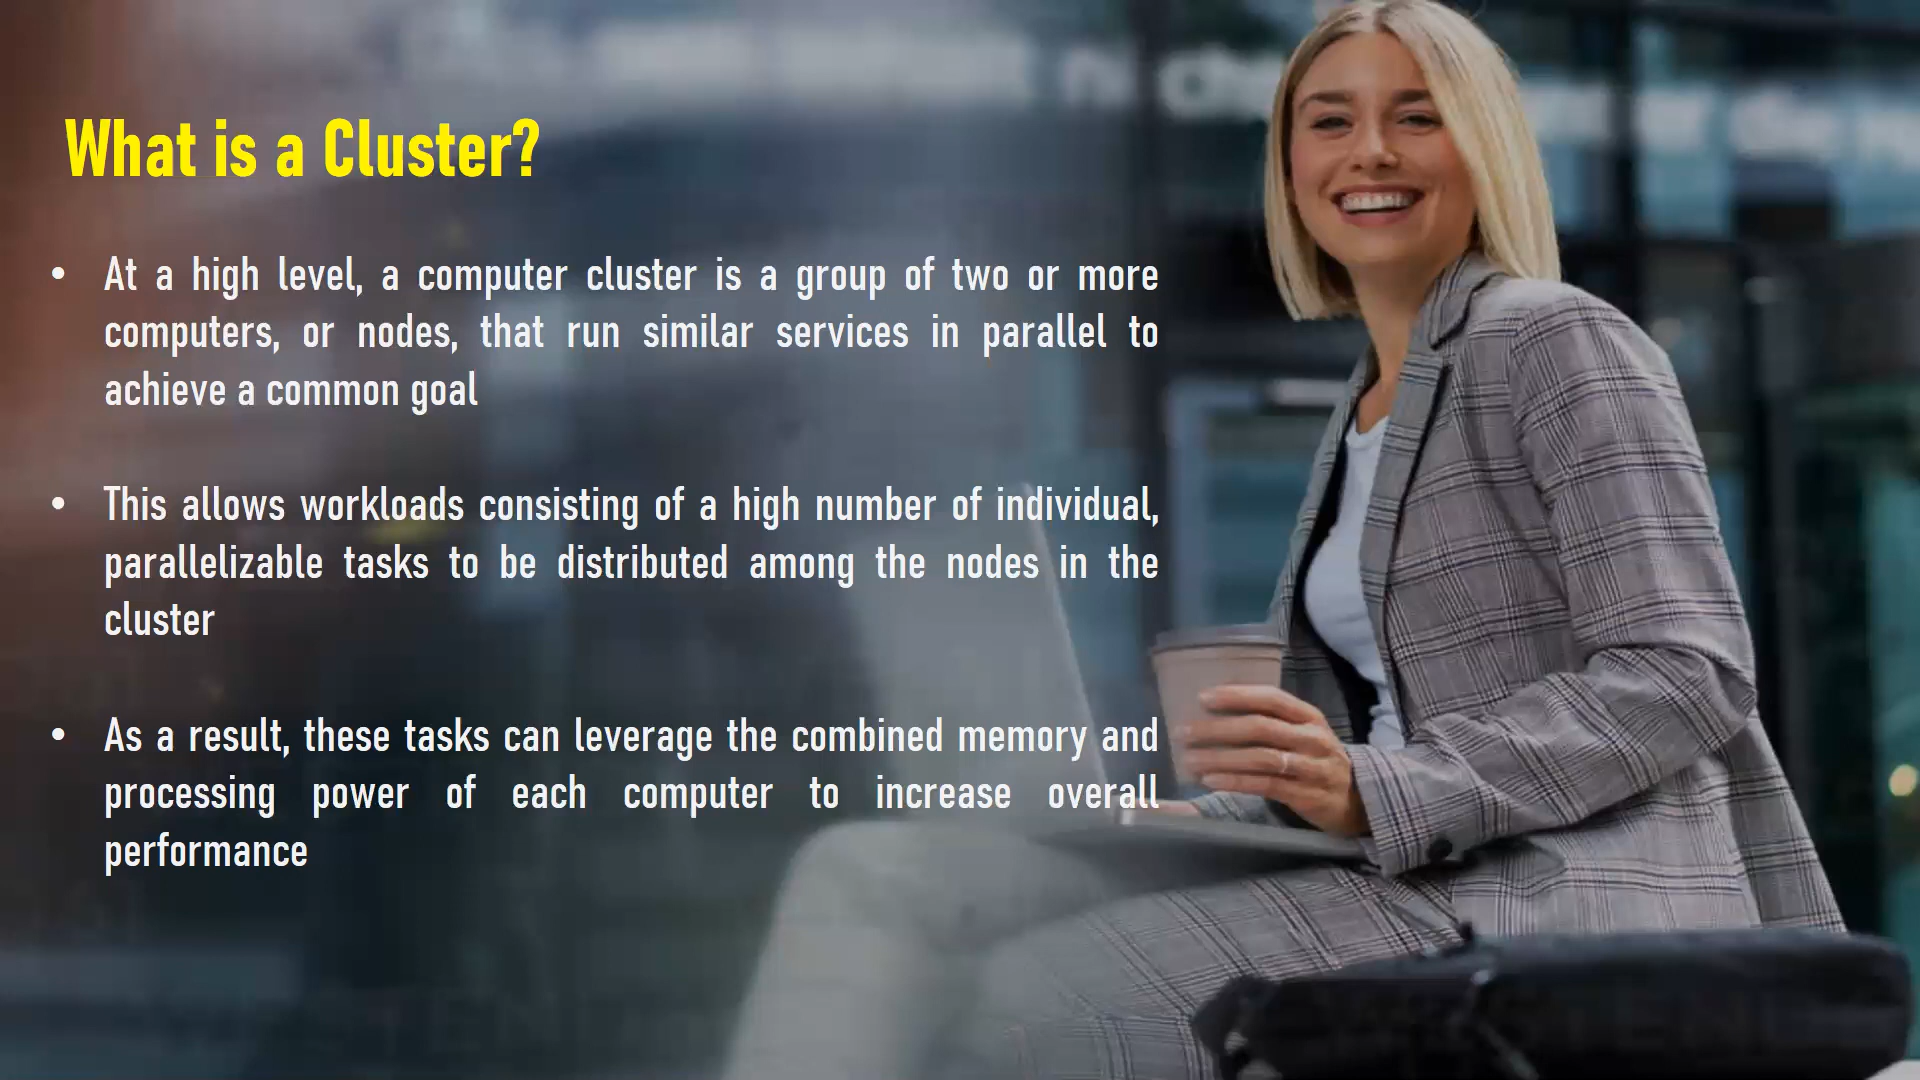 What is a Cluster?
• At a high level, a computer cluster is a group of two or more
computers, or nodes, that run similar services in parallel to
achieve a common goal
• This allows workloads consisting of a high number of individual,
parallelizable tasks to be distributed among the nodes in the
cluster
• As a result, these tasks can leverage the combined memory and
processing power of each computer to increase overall
performance